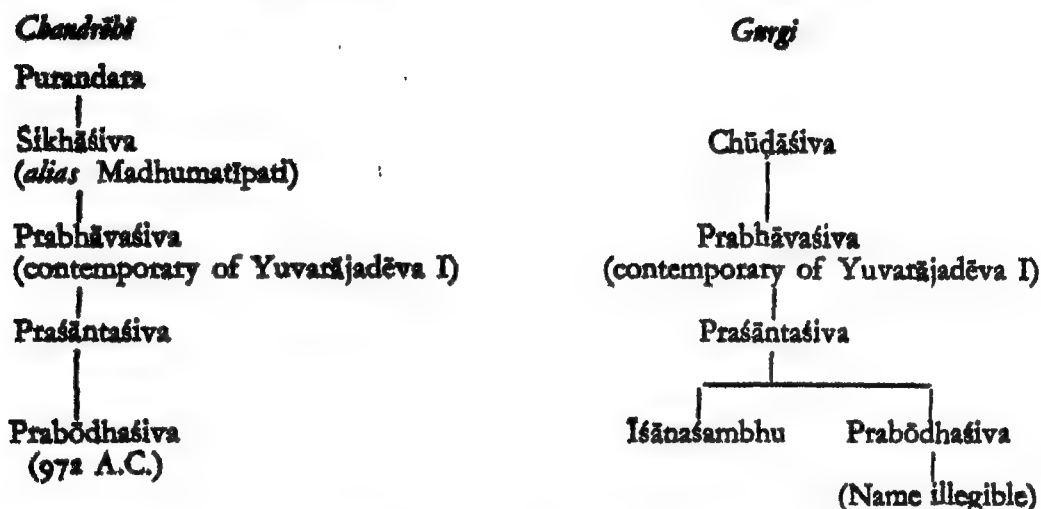 Chandrēhē
Purandara
Śikhāśiva
(alias Madhumatīpati)
Prabhāvaśiva
(contemporary of Yuvarājadēva I)
Praśāntaśiva
Prabōdhaśiva
(972 A.C.)
Gurgi
Chūḍāśiva
Prabhāvaśiva
(contemporary of Yuvarājadēva I)
Praśāntaśiva
Īśānaśambhu
Prabōdhaśiva
(Name illegible)